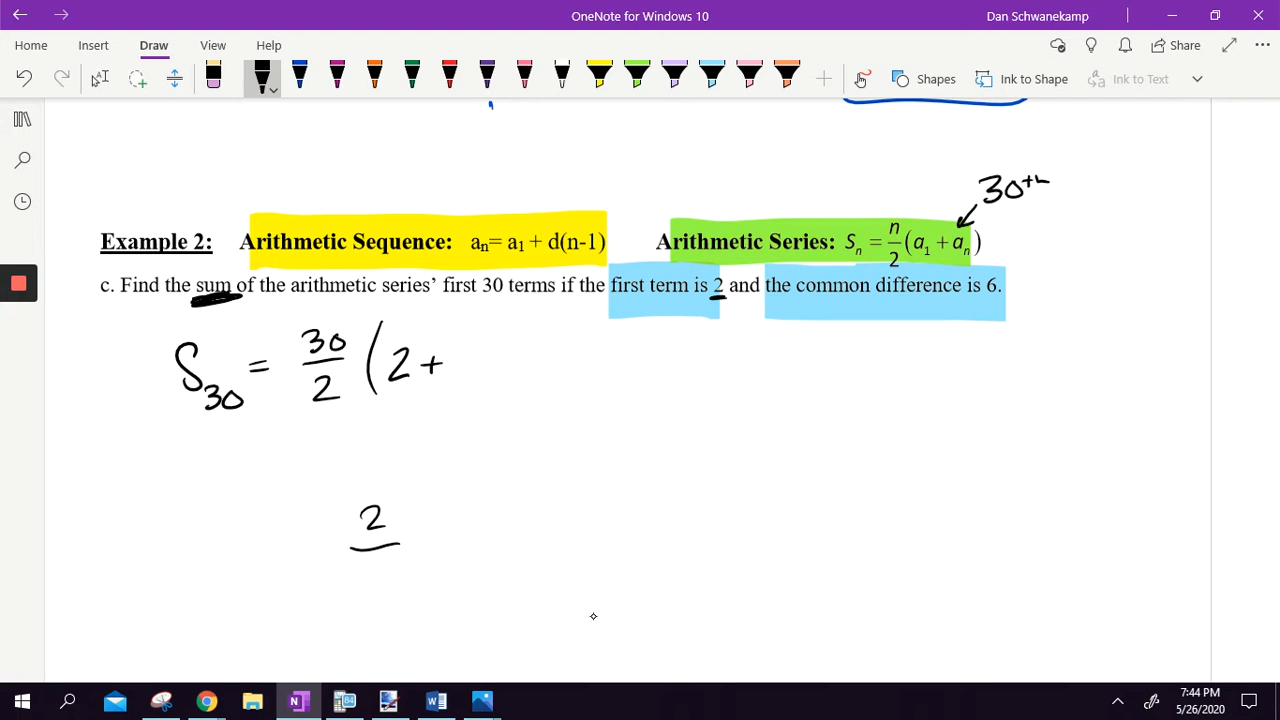 OneNote for Windows 10
Dan Schwanekamp
Home Insert Draw View Help
Share
Shapes Ink to Shape Ink to Text
30th
Example 2: Arithmetic Sequence: an= a1 + d(n-1) Arithmetic Series: Sn = n/2 (a1 + an)
c. Find the sum of the arithmetic series’ first 30 terms if the first term is 2 and the common difference is 6.
S30 = 30/2 (2 +
2
7:44 PM
5/26/2020